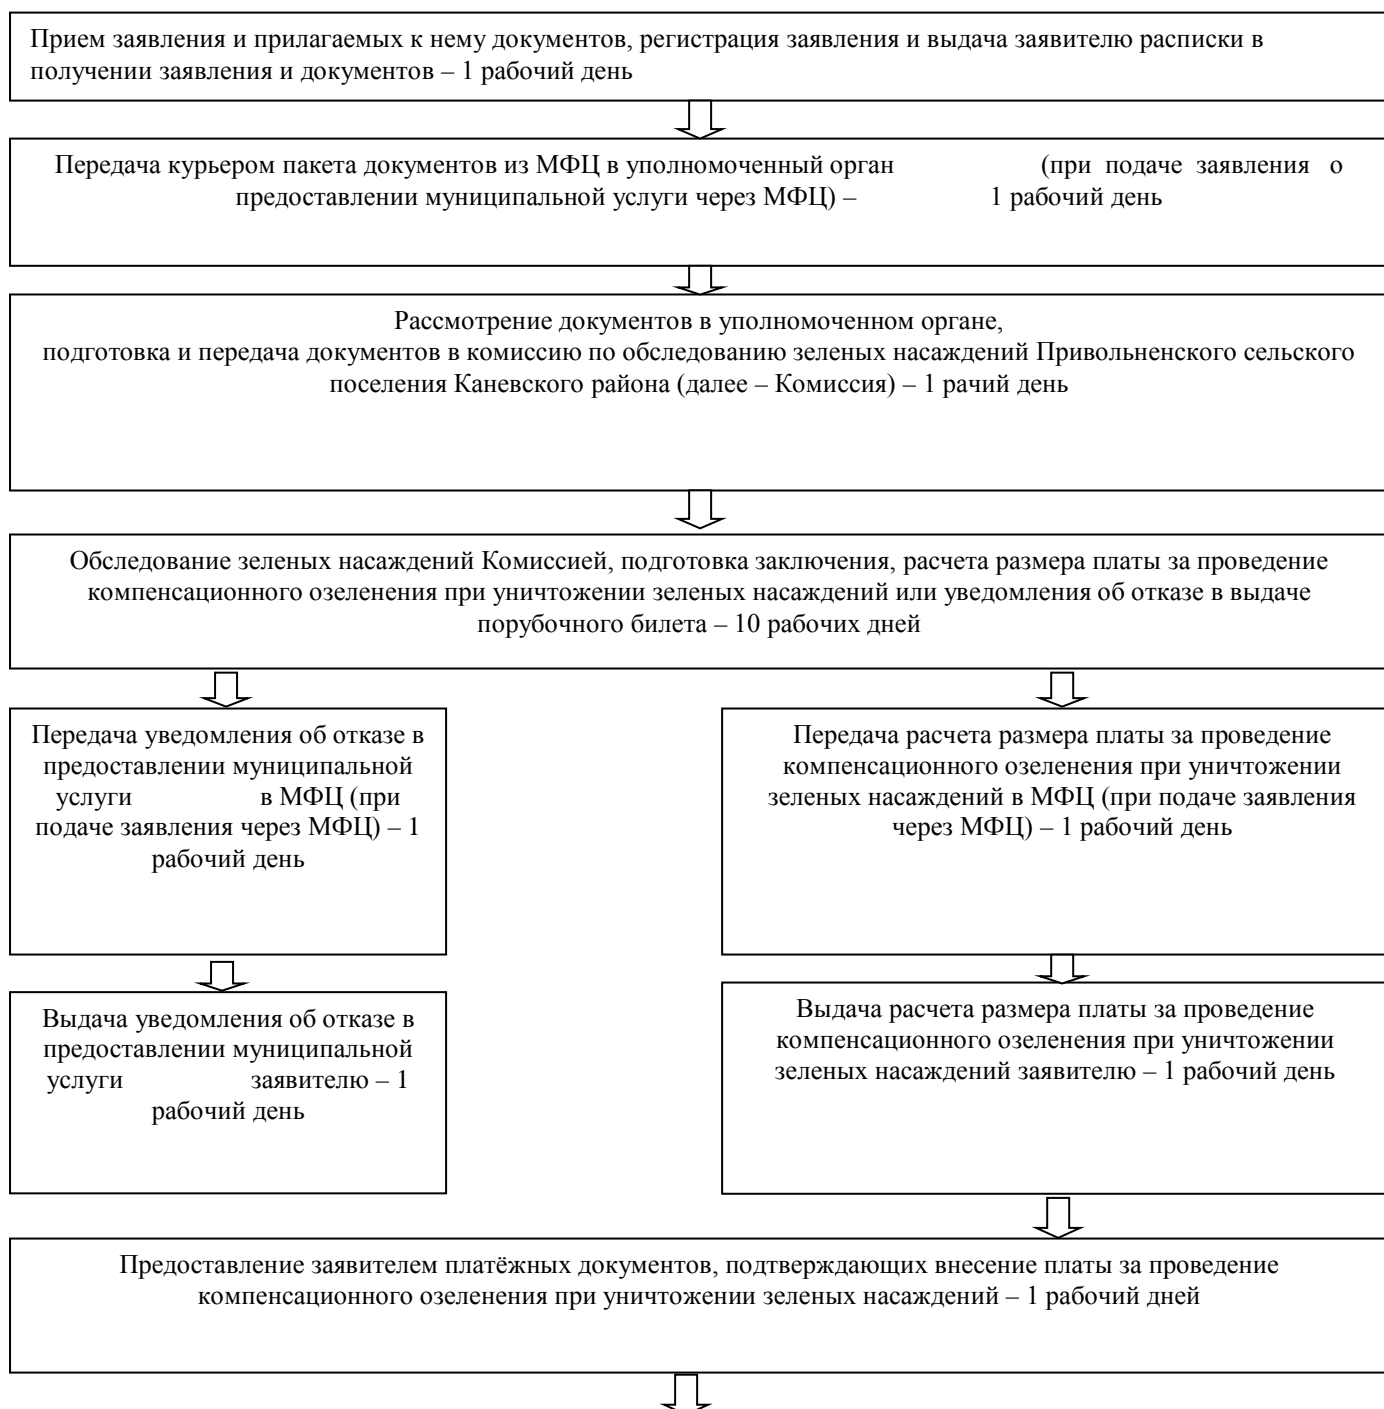 Прием заявления и прилагаемых к нему документов, регистрация заявления и выдача заявителю расписки в
получении заявления и документов – 1 рабочий день
Передача курьером пакета документов из МФЦ в уполномоченный орган (при подаче заявления о
предоставлении муниципальной услуги через МФЦ) – 1 рабочий день
Рассмотрение документов в уполномоченном органе,
подготовка и передача документов в комиссию по обследованию зеленых насаждений Привольненского сельского
поселения Каневского района (далее – Комиссия) – 1 рачий день
Обследование зеленых насаждений Комиссией, подготовка заключения, расчета размера платы за проведение
компенсационного озеленения при уничтожении зеленых насаждений или уведомления об отказе в выдаче
порубочного билета – 10 рабочих дней
Передача уведомления об отказе в
предоставлении муниципальной
услуги в МФЦ (при
подаче заявления через МФЦ) – 1
рабочий день
Передача расчета размера платы за проведение
компенсационного озеленения при уничтожении
зеленых насаждений в МФЦ (при подаче заявления
через МФЦ) – 1 рабочий день
Выдача уведомления об отказе в
предоставлении муниципальной
услуги заявителю – 1
рабочий день
Выдача расчета размера платы за проведение
компенсационного озеленения при уничтожении
зеленых насаждений заявителю – 1 рабочий день
Предоставление заявителем платёжных документов, подтверждающих внесение платы за проведение
компенсационного озеленения при уничтожении зеленых насаждений – 1 рабочий дней